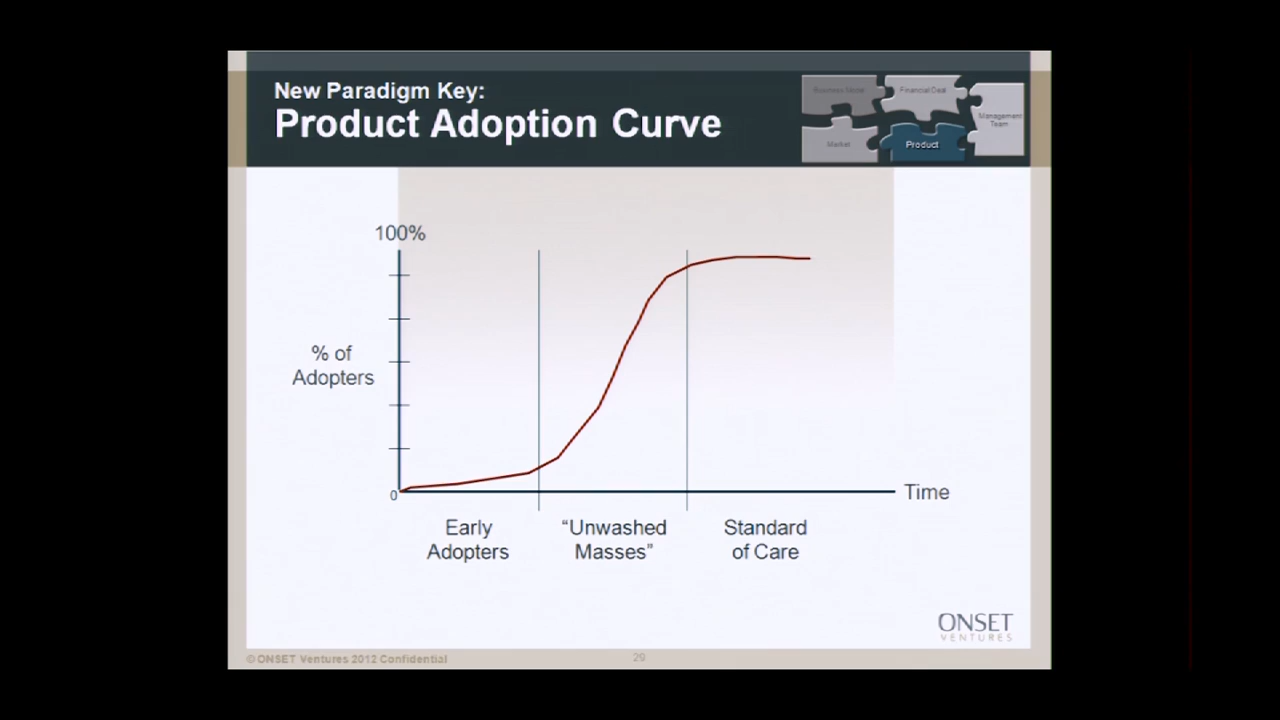 New Paradigm Key:
Product Adoption Curve
Business Model
Financial Deal
Management
Team
Market
Product
100%
% of
Adopters
0
Time
Early
Adopters
“Unwashed
Masses”
Standard
of Care
ONSET
VENTURES
© ONSET Ventures 2012 Confidential
29